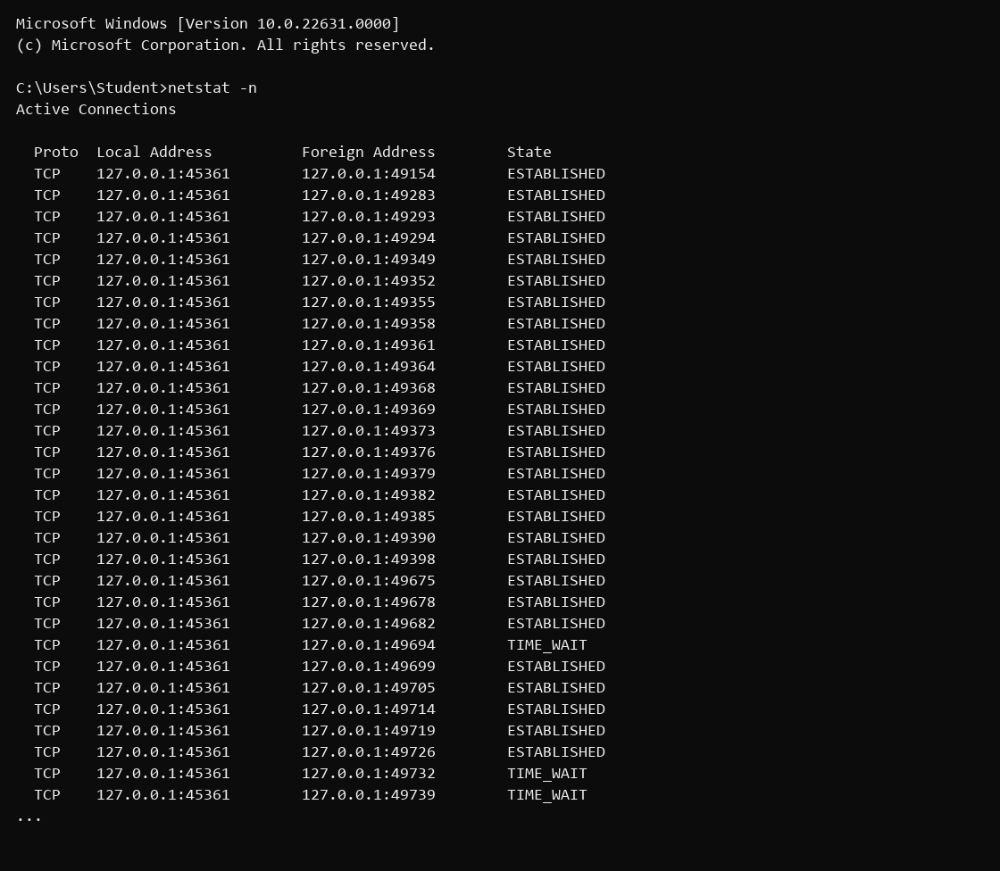 Microsoft Windows [Version 10.0.22631.0000]
(c) Microsoft Corporation. All rights reserved.

C:\Users\Student>netstat -n
Active Connections

  Proto  Local Address          Foreign Address        State
  TCP    127.0.0.1:45361        127.0.0.1:49154        ESTABLISHED
  TCP    127.0.0.1:45361        127.0.0.1:49283        ESTABLISHED
  TCP    127.0.0.1:45361        127.0.0.1:49293        ESTABLISHED
  TCP    127.0.0.1:45361        127.0.0.1:49294        ESTABLISHED
  TCP    127.0.0.1:45361        127.0.0.1:49349        ESTABLISHED
  TCP    127.0.0.1:45361        127.0.0.1:49352        ESTABLISHED
  TCP    127.0.0.1:45361        127.0.0.1:49355        ESTABLISHED
  TCP    127.0.0.1:45361        127.0.0.1:49358        ESTABLISHED
  TCP    127.0.0.1:45361        127.0.0.1:49361        ESTABLISHED
  TCP    127.0.0.1:45361        127.0.0.1:49364        ESTABLISHED
  TCP    127.0.0.1:45361        127.0.0.1:49368        ESTABLISHED
  TCP    127.0.0.1:45361        127.0.0.1:49369        ESTABLISHED
  TCP    127.0.0.1:45361        127.0.0.1:49373        ESTABLISHED
  TCP    127.0.0.1:45361        127.0.0.1:49376        ESTABLISHED
  TCP    127.0.0.1:45361        127.0.0.1:49379        ESTABLISHED
  TCP    127.0.0.1:45361        127.0.0.1:49382        ESTABLISHED
  TCP    127.0.0.1:45361        127.0.0.1:49385        ESTABLISHED
  TCP    127.0.0.1:45361        127.0.0.1:49390        ESTABLISHED
  TCP    127.0.0.1:45361        127.0.0.1:49398        ESTABLISHED
  TCP    127.0.0.1:45361        127.0.0.1:49675        ESTABLISHED
  TCP    127.0.0.1:45361        127.0.0.1:49678        ESTABLISHED
  TCP    127.0.0.1:45361        127.0.0.1:49682        ESTABLISHED
  TCP    127.0.0.1:45361        127.0.0.1:49694        TIME_WAIT
  TCP    127.0.0.1:45361        127.0.0.1:49699        ESTABLISHED
  TCP    127.0.0.1:45361        127.0.0.1:49705        ESTABLISHED
  TCP    127.0.0.1:45361        127.0.0.1:49714        ESTABLISHED
  TCP    127.0.0.1:45361        127.0.0.1:49719        ESTABLISHED
  TCP    127.0.0.1:45361        127.0.0.1:49726        ESTABLISHED
  TCP    127.0.0.1:45361        127.0.0.1:49732        TIME_WAIT
  TCP    127.0.0.1:45361        127.0.0.1:49739        TIME_WAIT
...